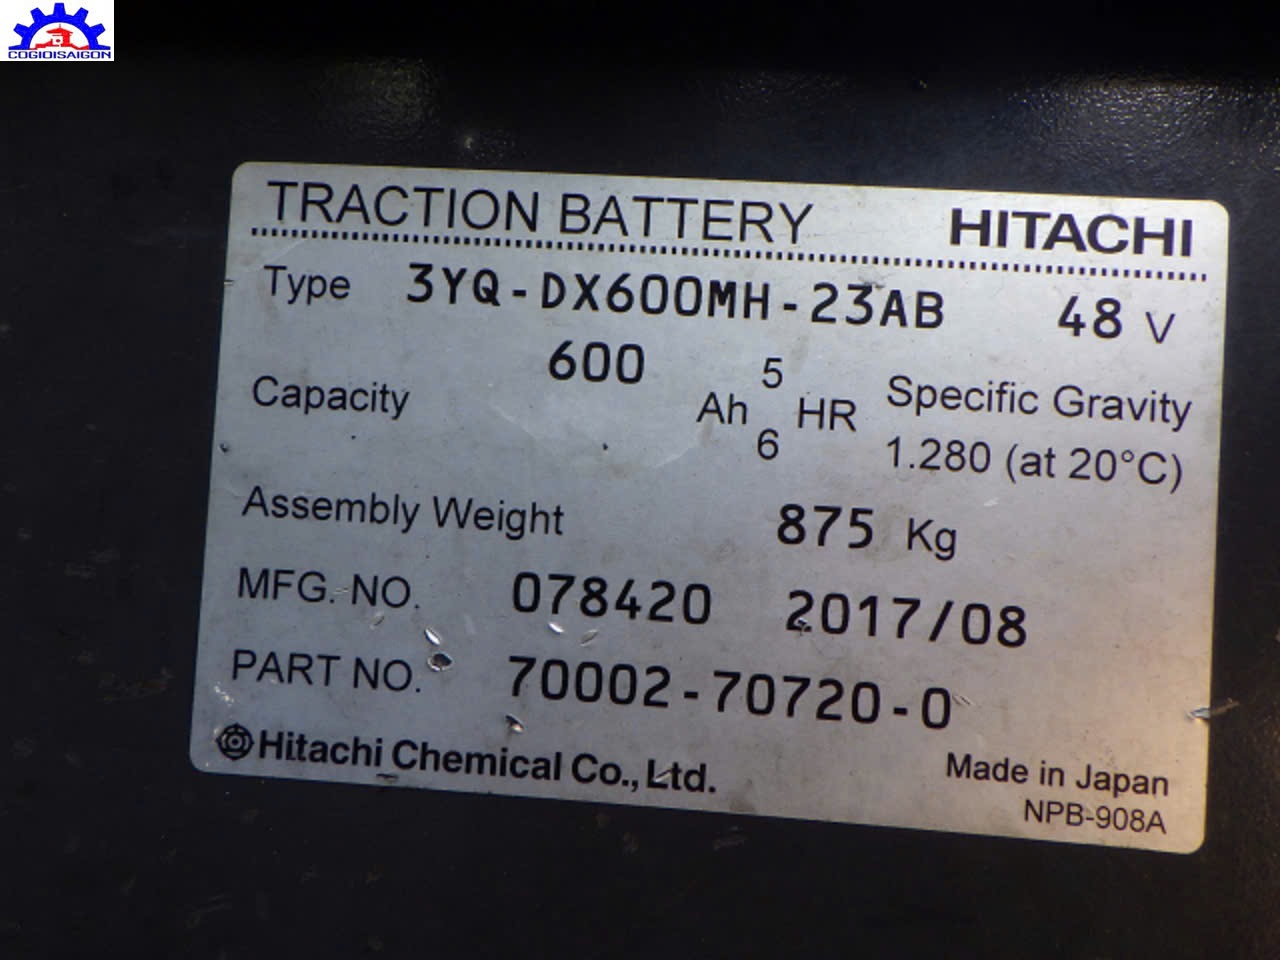 COGIOISAIGON
TRACTION BATTERY HITACHI
Type 3YQ-DX600MH-23AB 48 V
Capacity 600 Ah 5 HR Specific Gravity
6 1.280 (at 20°C)
Assembly Weight 875 Kg
MFG. NO. 078420 2017/08
PART NO. 70002-70720-0
Hitachi Chemical Co., Ltd. Made in Japan
NPB-908A